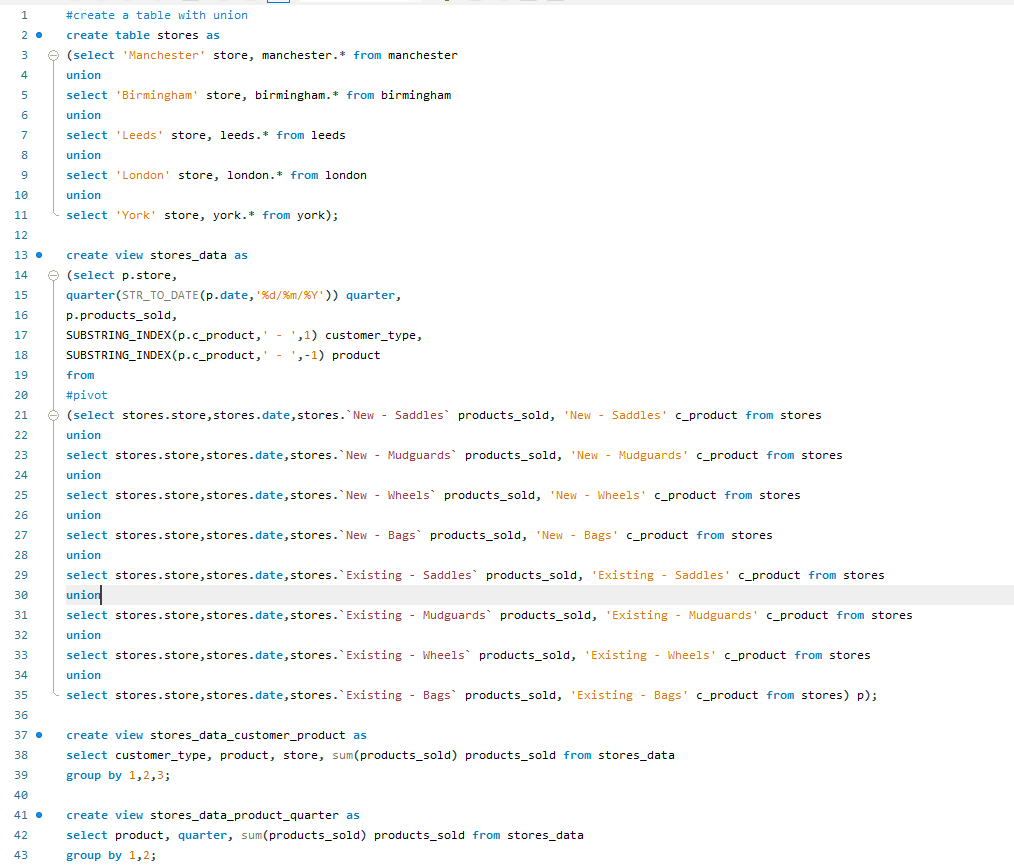 1 #create a table with union
2 create table stores as
3 (select 'Manchester' store, manchester.* from manchester
4 union
5 select 'Birmingham' store, birmingham.* from birmingham
6 union
7 select 'Leeds' store, leeds.* from leeds
8 union
9 select 'London' store, london.* from london
10 union
11 select 'York' store, york.* from york);
12
13 create view stores_data as
14 (select p.store,
15 quarter(STR_TO_DATE(p.date,'%d/%m/%Y')) quarter,
16 p.products_sold,
17 SUBSTRING_INDEX(p.c_product,' - ',1) customer_type,
18 SUBSTRING_INDEX(p.c_product,' - ',-1) product
19 from
20 #pivot
21 (select stores.store,stores.date,stores.`New - Saddles` products_sold, 'New - Saddles' c_product from stores
22 union
23 select stores.store,stores.date,stores.`New - Mudguards` products_sold, 'New - Mudguards' c_product from stores
24 union
25 select stores.store,stores.date,stores.`New - Wheels` products_sold, 'New - Wheels' c_product from stores
26 union
27 select stores.store,stores.date,stores.`New - Bags` products_sold, 'New - Bags' c_product from stores
28 union
29 select stores.store,stores.date,stores.`Existing - Saddles` products_sold, 'Existing - Saddles' c_product from stores
30 union
31 select stores.store,stores.date,stores.`Existing - Mudguards` products_sold, 'Existing - Mudguards' c_product from stores
32 union
33 select stores.store,stores.date,stores.`Existing - Wheels` products_sold, 'Existing - Wheels' c_product from stores
34 union
35 select stores.store,stores.date,stores.`Existing - Bags` products_sold, 'Existing - Bags' c_product from stores) p);
36
37 create view stores_data_customer_product as
38 select customer_type, product, store, sum(products_sold) products_sold from stores_data
39 group by 1,2,3;
40
41 create view stores_data_product_quarter as
42 select product, quarter, sum(products_sold) products_sold from stores_data
43 group by 1,2;